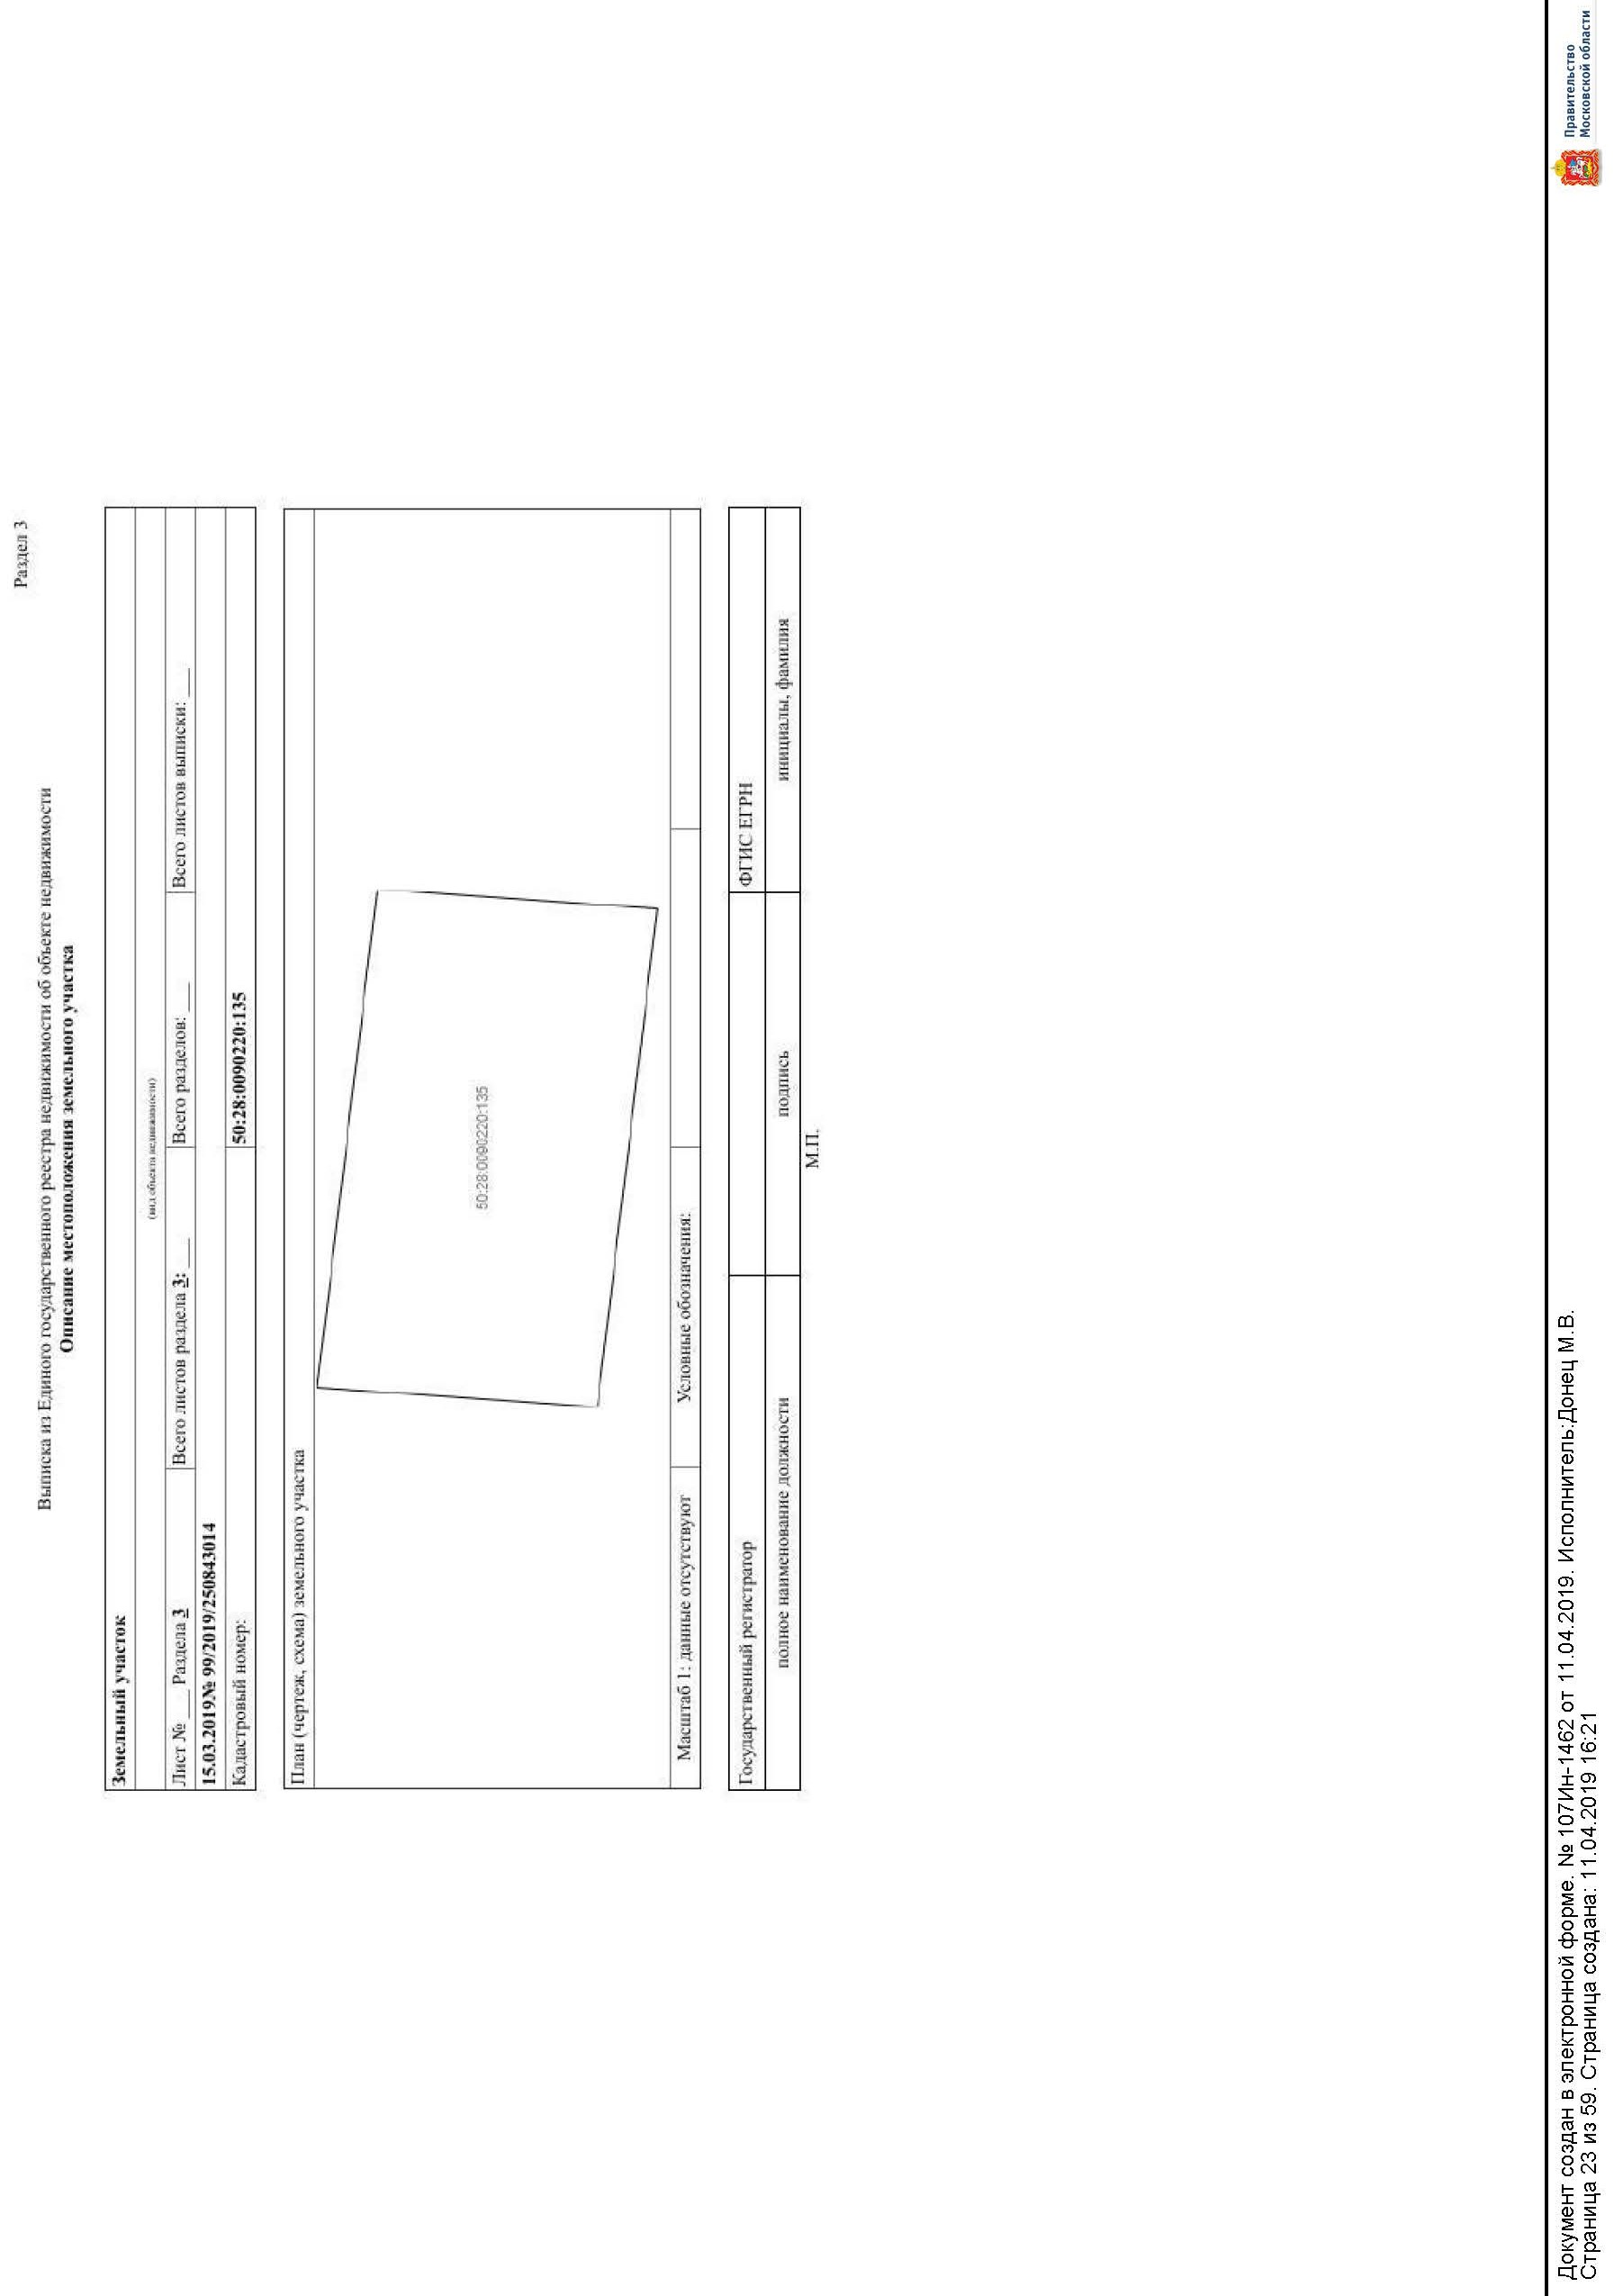 Раздел 3
Выписка из Единого государственного реестра недвижимости об объекте недвижимости
Описание местоположения земельного участка
Земельный участок
(вид объекта недвижимости)
Лист № ___ Раздела 3 Всего листов раздела 3: ___ Всего разделов: ___ Всего листов выписки: ___
15.03.2019№ 99/2019/250843014
Кадастровый номер: 50:28:0090220:135
План (чертеж, схема) земельного участка
50:28:0090220:135
Масштаб 1: данные отсутствуют Условные обозначения:
Государственный регистратор ФГИС ЕГРН
полное наименование должности подпись инициалы, фамилия
М.П.
Документ создан в электронной форме. № 107Ин-1462 от 11.04.2019. Исполнитель:Донец М.В.
Страница 23 из 59. Страница создана: 11.04.2019 16:21
Правительство
Московской области